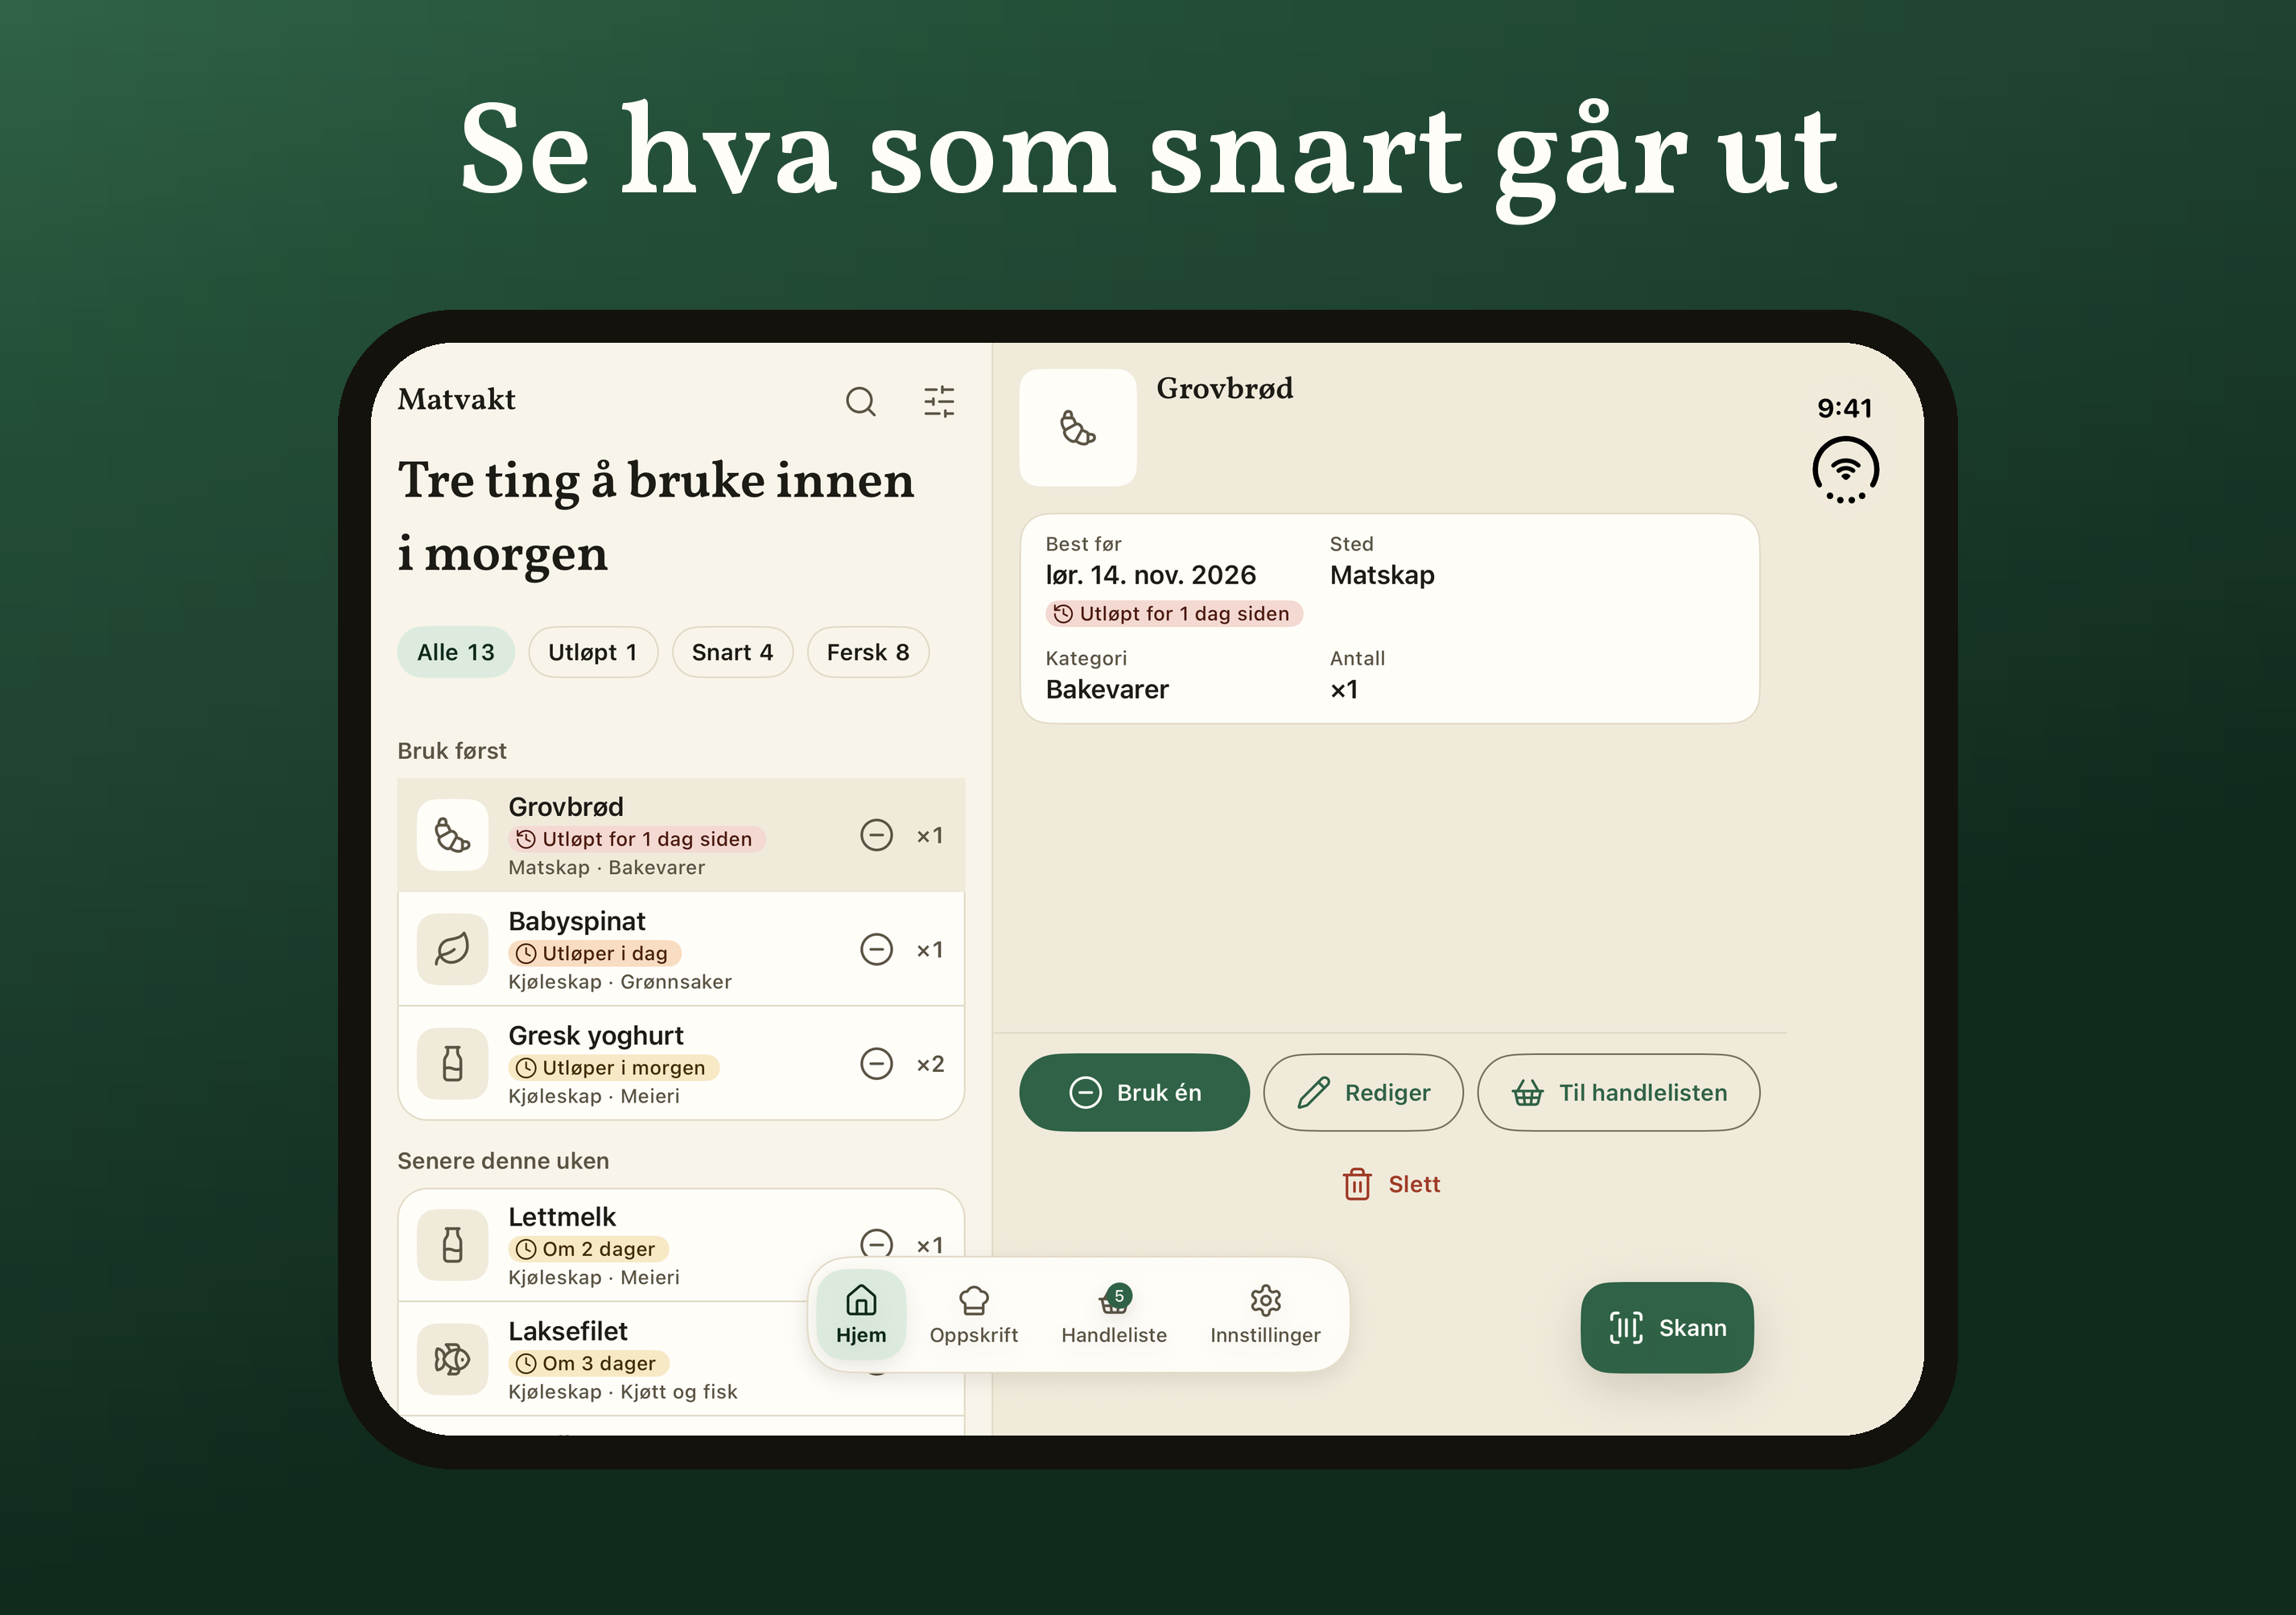 Se hva som snart går ut
Matvakt
Tre ting å bruke innen
i morgen
Alle 13
Utløpt 1
Snart 4
Fersk 8
Bruk først
Grovbrød
Utløpt for 1 dag siden
Matskap · Bakevarer
×1
Babyspinat
Utløper i dag
Kjøleskap · Grønnsaker
×1
Gresk yoghurt
Utløper i morgen
Kjøleskap · Meieri
×2
Senere denne uken
Lettmelk
Om 2 dager
Kjøleskap · Meieri
×1
Laksefilet
Om 3 dager
Kjøleskap · Kjøtt og fisk
Grovbrød
9:41
Best før
lør. 14. nov. 2026
Utløpt for 1 dag siden
Sted
Matskap
Kategori
Bakevarer
Antall
×1
Bruk én
Rediger
Til handlelisten
Slett
Hjem
Oppskrift
5
Handleliste
Innstillinger
Skann